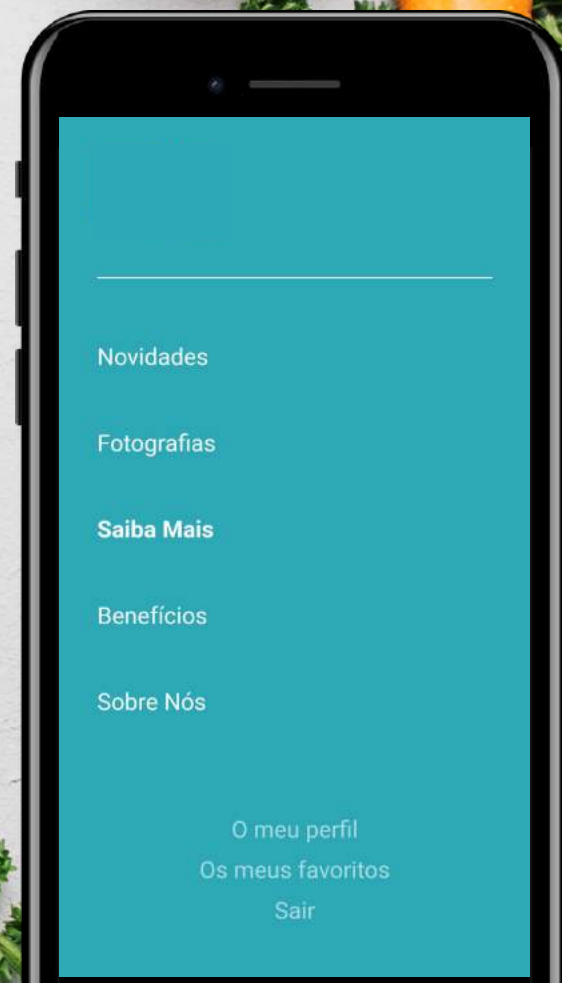 Novidades
Fotografias
Saiba Mais
Benefícios
Sobre Nós
O meu perfil
Os meus favoritos
Sair